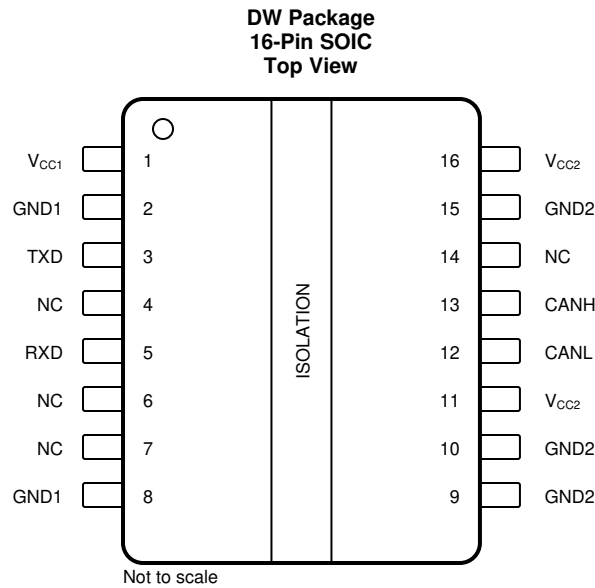 DW Package
16-Pin SOIC
Top View
VCC1 1 16 VCC2
GND1 2 15 GND2
TXD 3 14 NC
NC 4 13 CANH
RXD 5 12 CANL
NC 6 11 VCC2
NC 7 10 GND2
GND1 8 9 GND2
ISOLATION
Not to scale